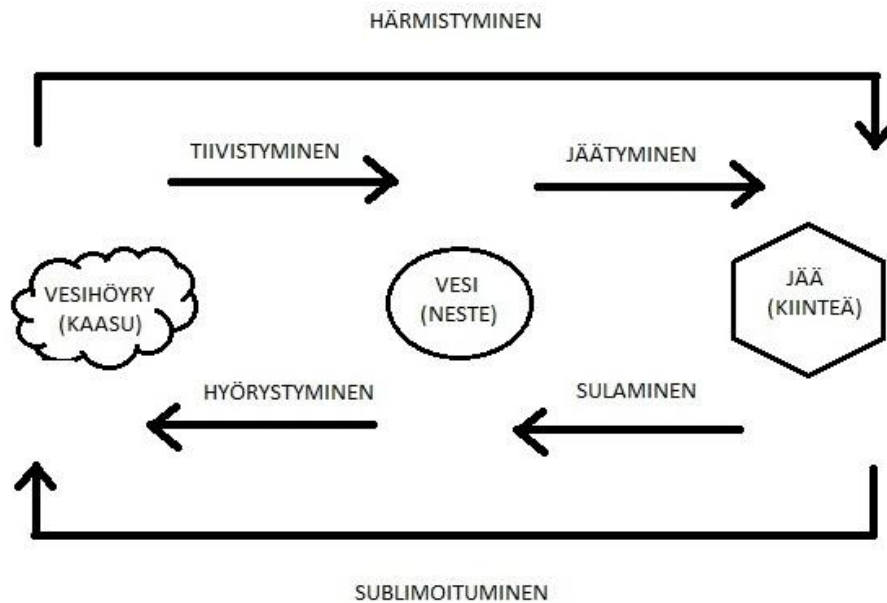 HÄRMISTYMINEN
TIIVISTYMINEN
JÄÄTYMINEN
VESIHÖYRY
(KAASU)
VESI
(NESTE)
JÄÄ
(KIINTEÄ)
HYÖRYSTYMINEN
SULAMINEN
SUBLIMOITUMINEN